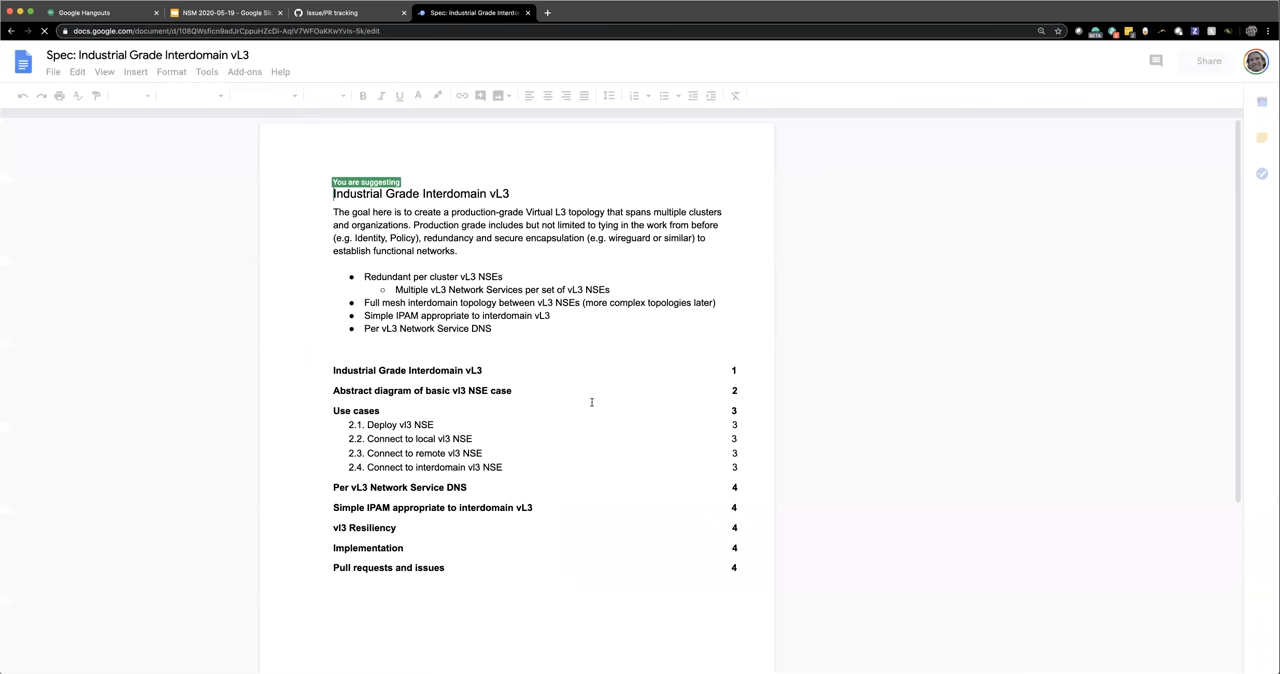 Google Hangouts
NSM 2020-05-19 - Google Sli
Issue/PR tracking
Spec: Industrial Grade Interdo
Spec: Industrial Grade Interdomain vL3
File Edit View Insert Format Tools Add-ons Help
Share
You are suggesting
Industrial Grade Interdomain vL3
The goal here is to create a production-grade Virtual L3 topology that spans multiple clusters
and organizations. Production grade includes but not limited to tying in the work from before
(e.g. Identity, Policy), redundancy and secure encapsulation (e.g. wireguard or similar) to
establish functional networks.
● Redundant per cluster vL3 NSEs
○ Multiple vL3 Network Services per set of vL3 NSEs
● Full mesh interdomain topology between vL3 NSEs (more complex topologies later)
● Simple IPAM appropriate to interdomain vL3
● Per vL3 Network Service DNS
Industrial Grade Interdomain vL3 1
Abstract diagram of basic vl3 NSE case 2
Use cases 3
2.1. Deploy vl3 NSE 3
2.2. Connect to local vl3 NSE 3
2.3. Connect to remote vl3 NSE 3
2.4. Connect to interdomain vl3 NSE 3
Per vL3 Network Service DNS 4
Simple IPAM appropriate to interdomain vL3 4
vl3 Resiliency 4
Implementation 4
Pull requests and issues 4